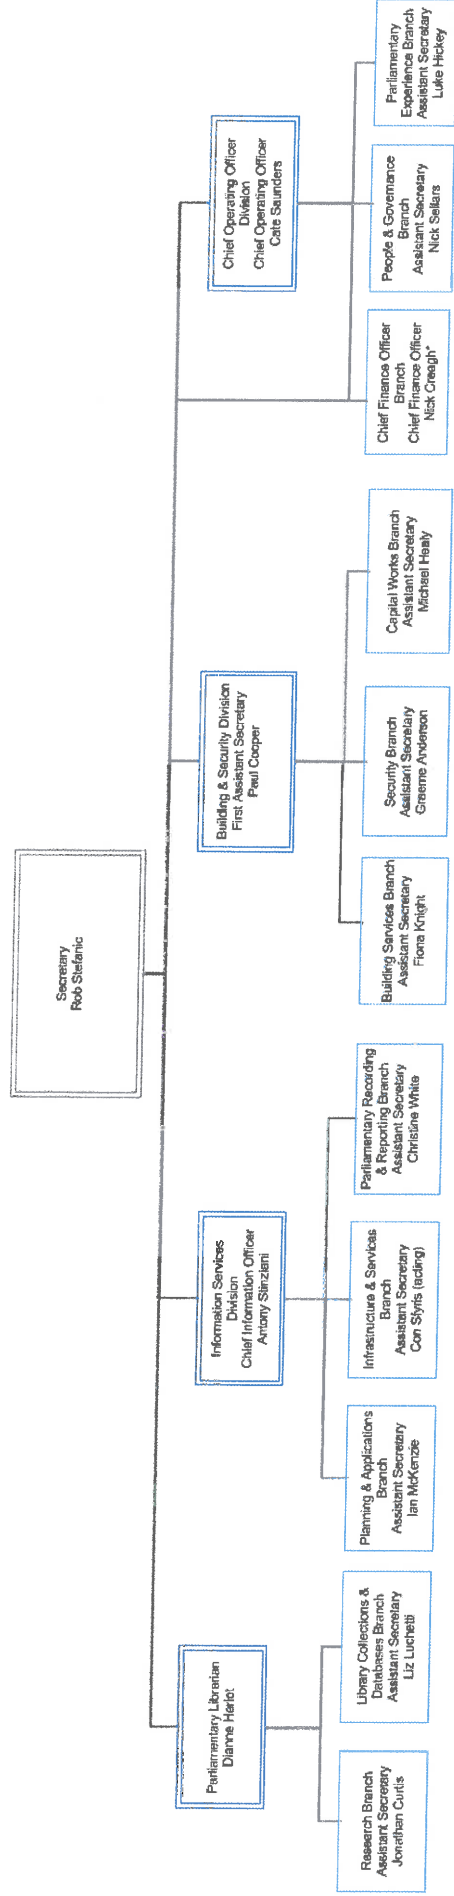 Secretary
Rob Stefanic
Parliamentary Librarian
Dianne Heriot
Information Services
Division
Chief Information Officer
Antony Stinziani
Building & Security Division
First Assistant Secretary
Paul Cooper
Chief Operating Officer
Division
Chief Operating Officer
Cate Saunders
Research Branch
Assistant Secretary
Jonathan Curtis
Library Collections &
Databases Branch
Assistant Secretary
Liz Luchetti
Planning & Applications
Branch
Assistant Secretary
Ian McKenzie
Infrastructure & Services
Branch
Assistant Secretary
Con Sfyris (acting)
Parliamentary Recording
& Reporting Branch
Assistant Secretary
Christine White
Building Services Branch
Assistant Secretary
Fiona Knight
Security Branch
Assistant Secretary
Graeme Anderson
Capital Works Branch
Assistant Secretary
Michael Healy
Chief Finance Officer
Branch
Chief Finance Officer
Nick Creagh*
People & Governance
Branch
Assistant Secretary
Nick Sellars
Parliamentary
Experience Branch
Assistant Secretary
Luke Hickey